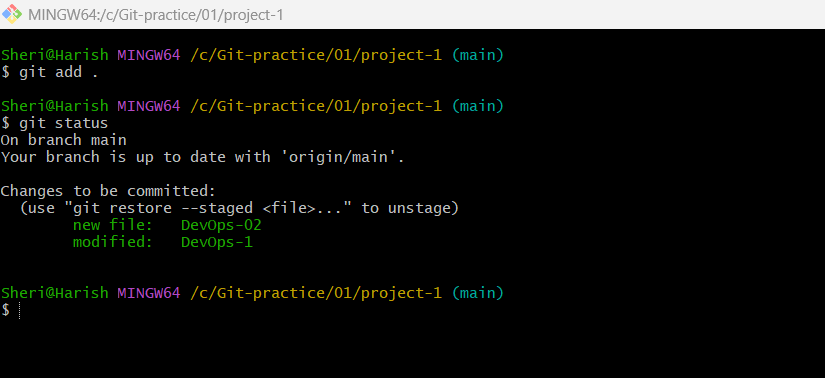 MINGW64:/c/Git-practice/01/project-1
Sheri@Harish MINGW64 /c/Git-practice/01/project-1 (main)
$ git add .
Sheri@Harish MINGW64 /c/Git-practice/01/project-1 (main)
$ git status
On branch main
Your branch is up to date with 'origin/main'.
Changes to be committed:
  (use "git restore --staged <file>..." to unstage)
        new file:   DevOps-02
        modified:   DevOps-1
Sheri@Harish MINGW64 /c/Git-practice/01/project-1 (main)
$